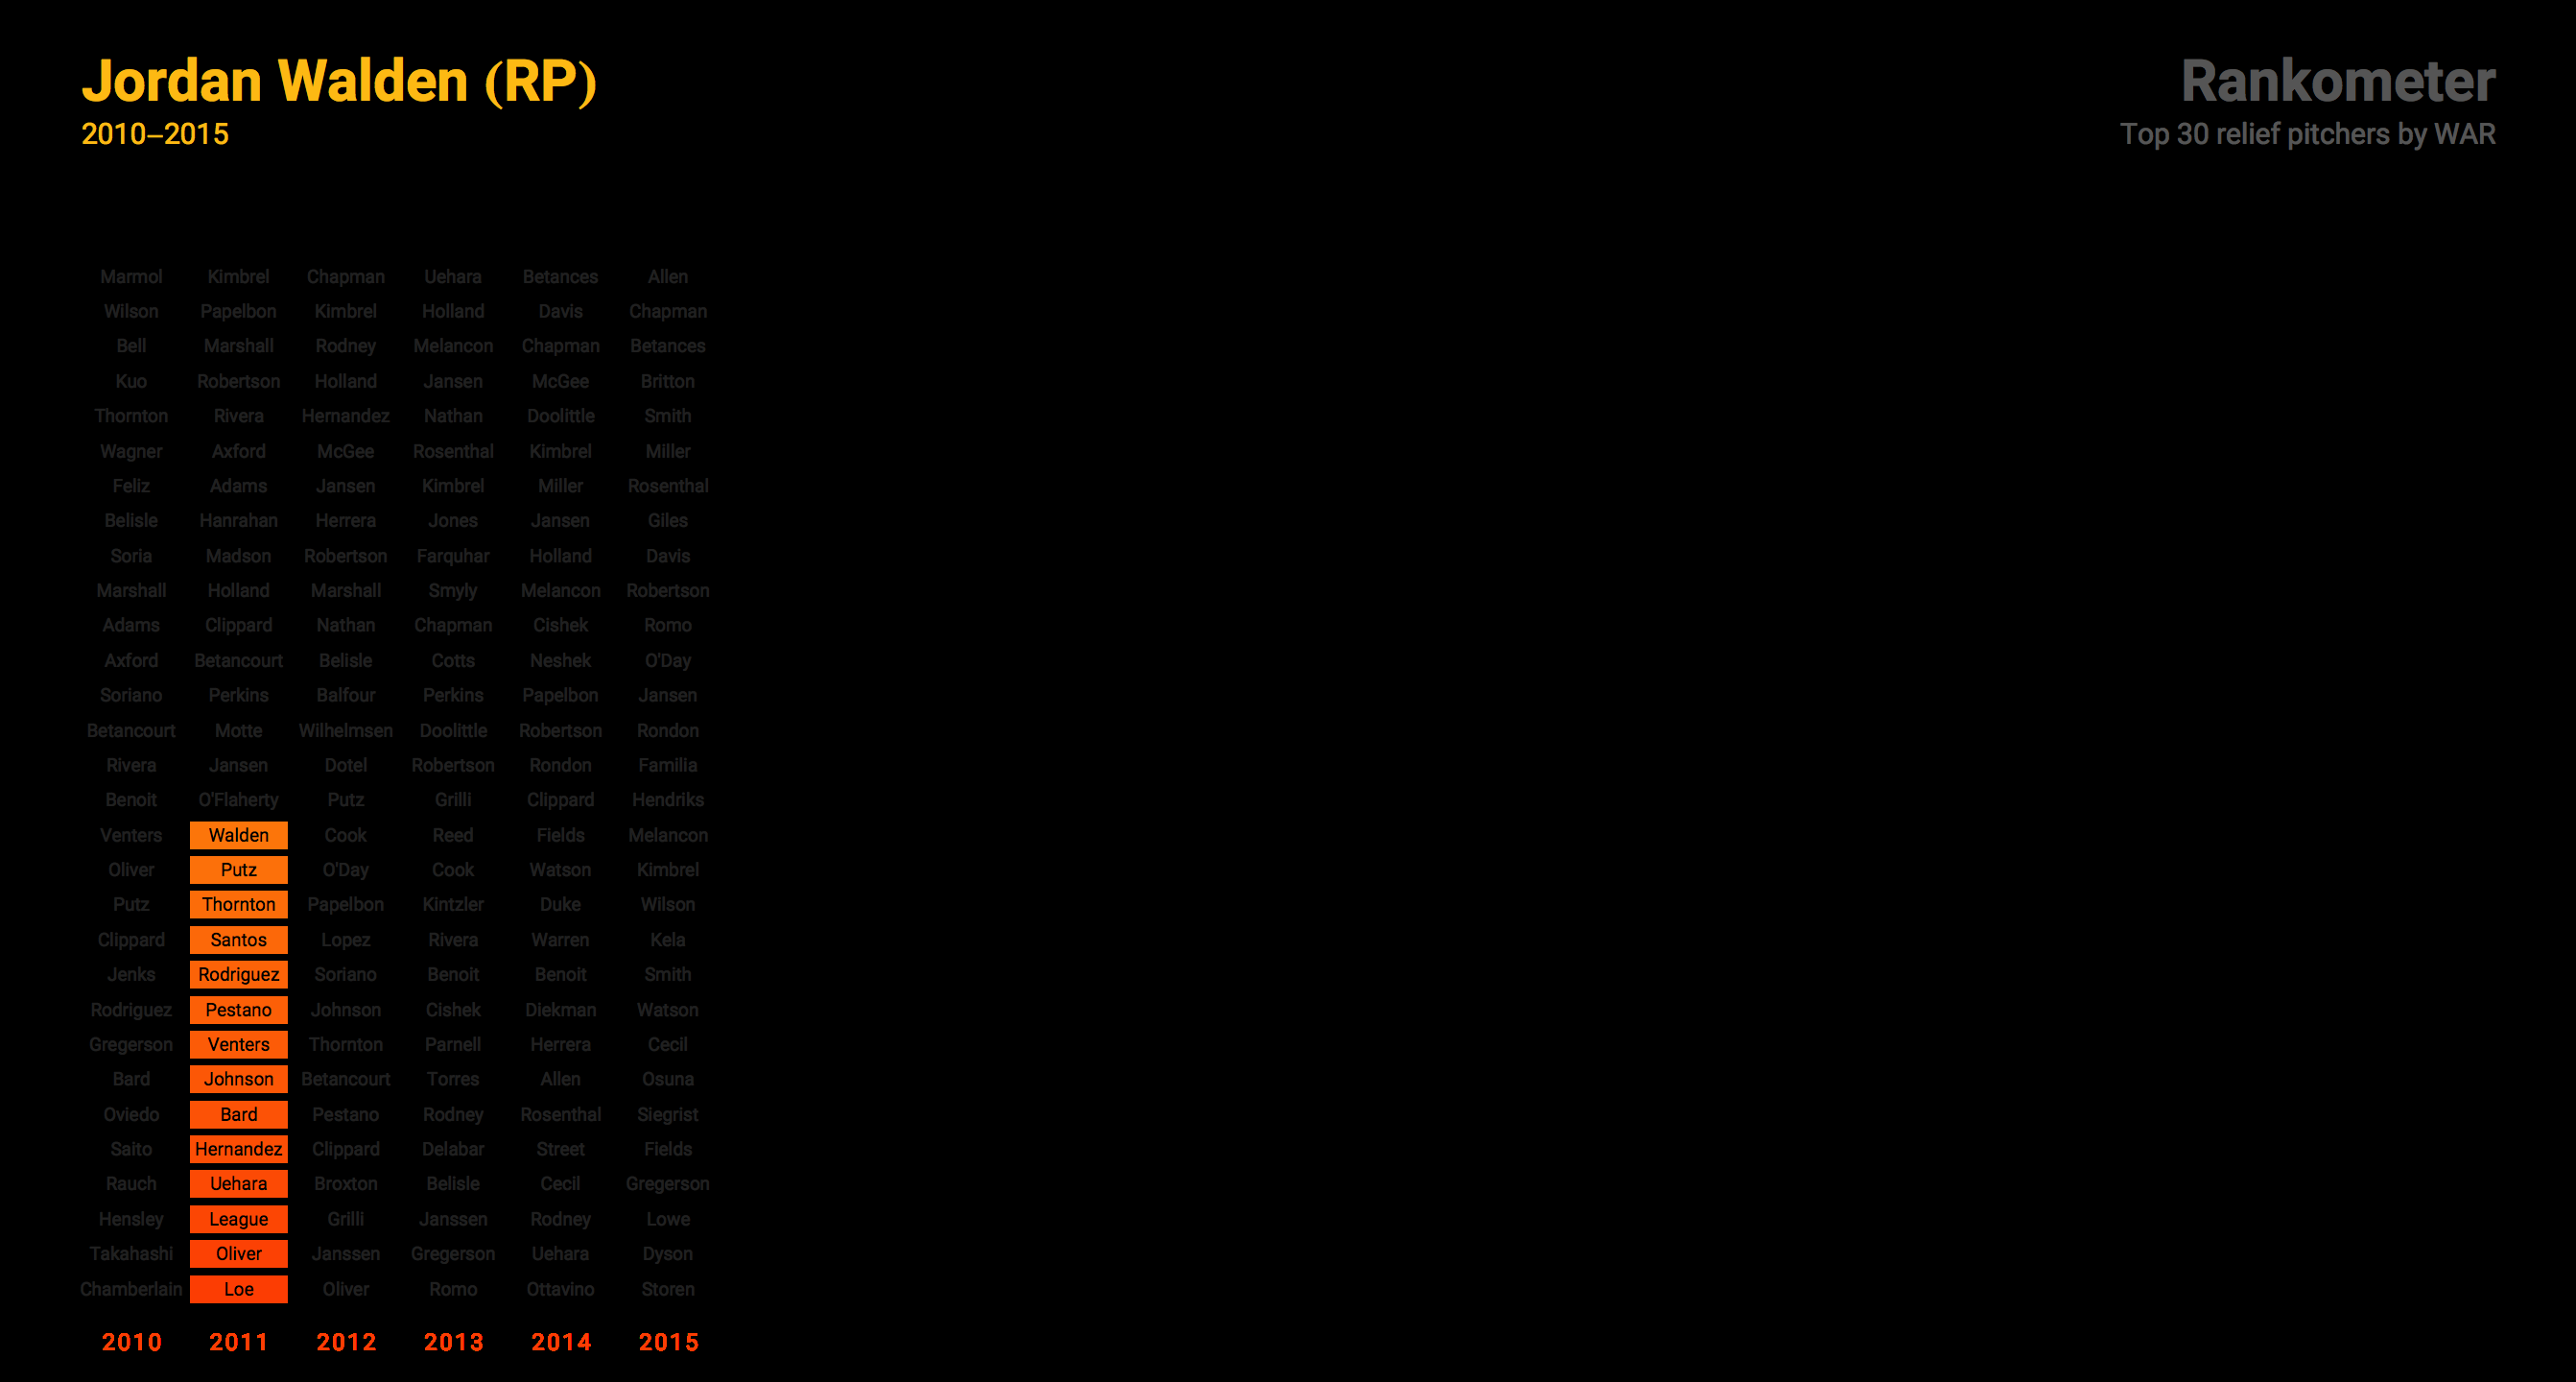 Jordan Walden (RP)
2010–2015
Rankometer
Top 30 relief pitchers by WAR
Marmol Kimbrel Chapman Uehara Betances Allen
Wilson Papelbon Kimbrel Holland Davis Chapman
Bell Marshall Rodney Melancon Chapman Betances
Kuo Robertson Holland Jansen McGee Britton
Thornton Rivera Hernandez Nathan Doolittle Smith
Wagner Axford McGee Rosenthal Kimbrel Miller
Feliz Adams Jansen Kimbrel Miller Rosenthal
Belisle Hanrahan Herrera Jones Jansen Giles
Soria Madson Robertson Farquhar Holland Davis
Marshall Holland Marshall Smyly Melancon Robertson
Adams Clippard Nathan Chapman Cishek Romo
Axford Betancourt Belisle Cotts Neshek O'Day
Soriano Perkins Balfour Perkins Papelbon Jansen
Betancourt Motte Wilhelmsen Doolittle Robertson Rondon
Rivera Jansen Dotel Robertson Rondon Familia
Benoit O'Flaherty Putz Grilli Clippard Hendriks
Venters Walden Cook Reed Fields Melancon
Oliver Putz O'Day Cook Watson Kimbrel
Putz Thornton Papelbon Kintzler Duke Wilson
Clippard Santos Lopez Rivera Warren Kela
Jenks Rodriguez Soriano Benoit Benoit Smith
Rodriguez Pestano Johnson Cishek Diekman Watson
Gregerson Venters Thornton Parnell Herrera Cecil
Bard Johnson Betancourt Torres Allen Osuna
Oviedo Bard Pestano Rodney Rosenthal Siegrist
Saito Hernandez Clippard Delabar Street Fields
Rauch Uehara Broxton Belisle Cecil Gregerson
Hensley League Grilli Janssen Rodney Lowe
Takahashi Oliver Janssen Gregerson Uehara Dyson
Chamberlain Loe Oliver Romo Ottavino Storen
2010 2011 2012 2013 2014 2015